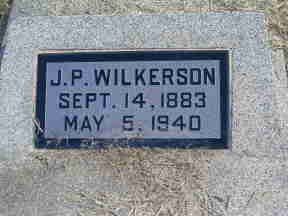 J.P. WILKERSON
SEPT. 14, 1883
MAY 5, 1940